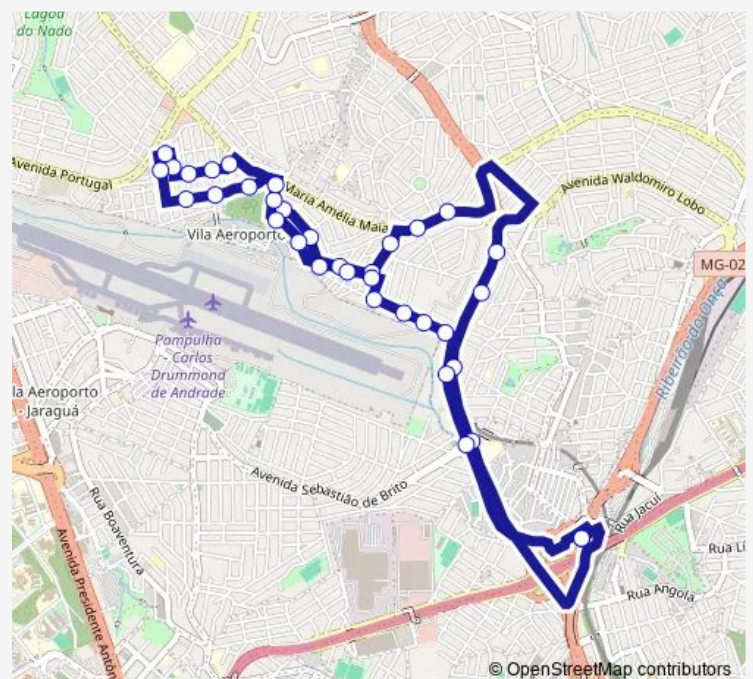 Lagoa
do Nado
Avenida Portugal
Maria Amélia Maia
Avenida Waldomiro Lobo
Vila Aeroporto
MG-02
Ribeirão do Onça
Pampulha
- Carlos
Drummond
de Andrade
la Aeroporto
- Jaraguá
Avenida Sebastião de Brito
Rua Boaventura
Avenida Presidente Antôn
Rua Jacuí
Rua Lí
Rua Angola
© OpenStreetMap contributors